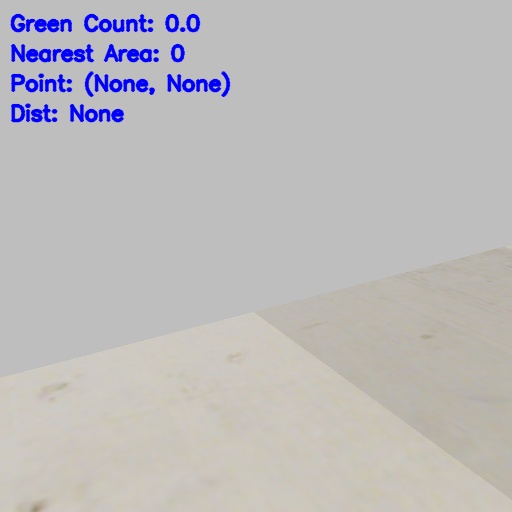 Green Count: 0.0
Nearest Area: 0
Point: (None, None)
Dist: None